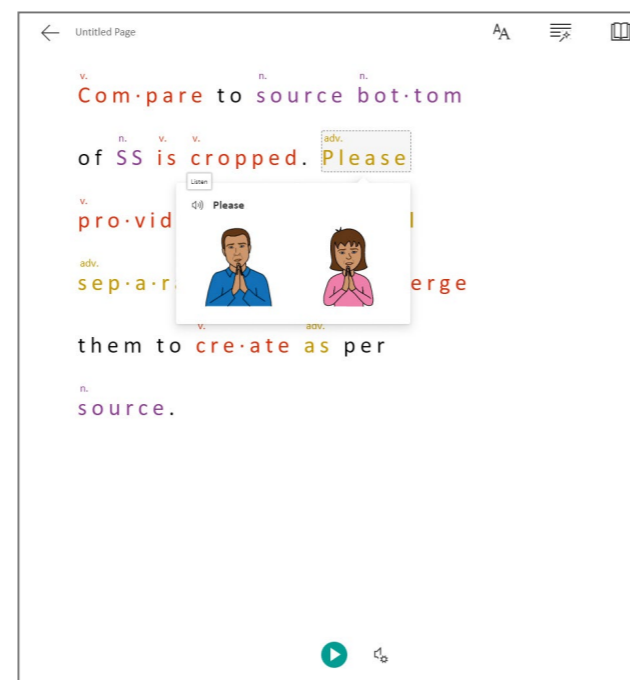 Untitled Page
AA
v. n. n.
Com·pare to source bot·tom
n. v. v. adv.
of SS is cropped. Please
Listen
Please
v.
pro·vid
adv.
sep·a·r erge
v. adv.
them to cre·ate as per
n.
source.